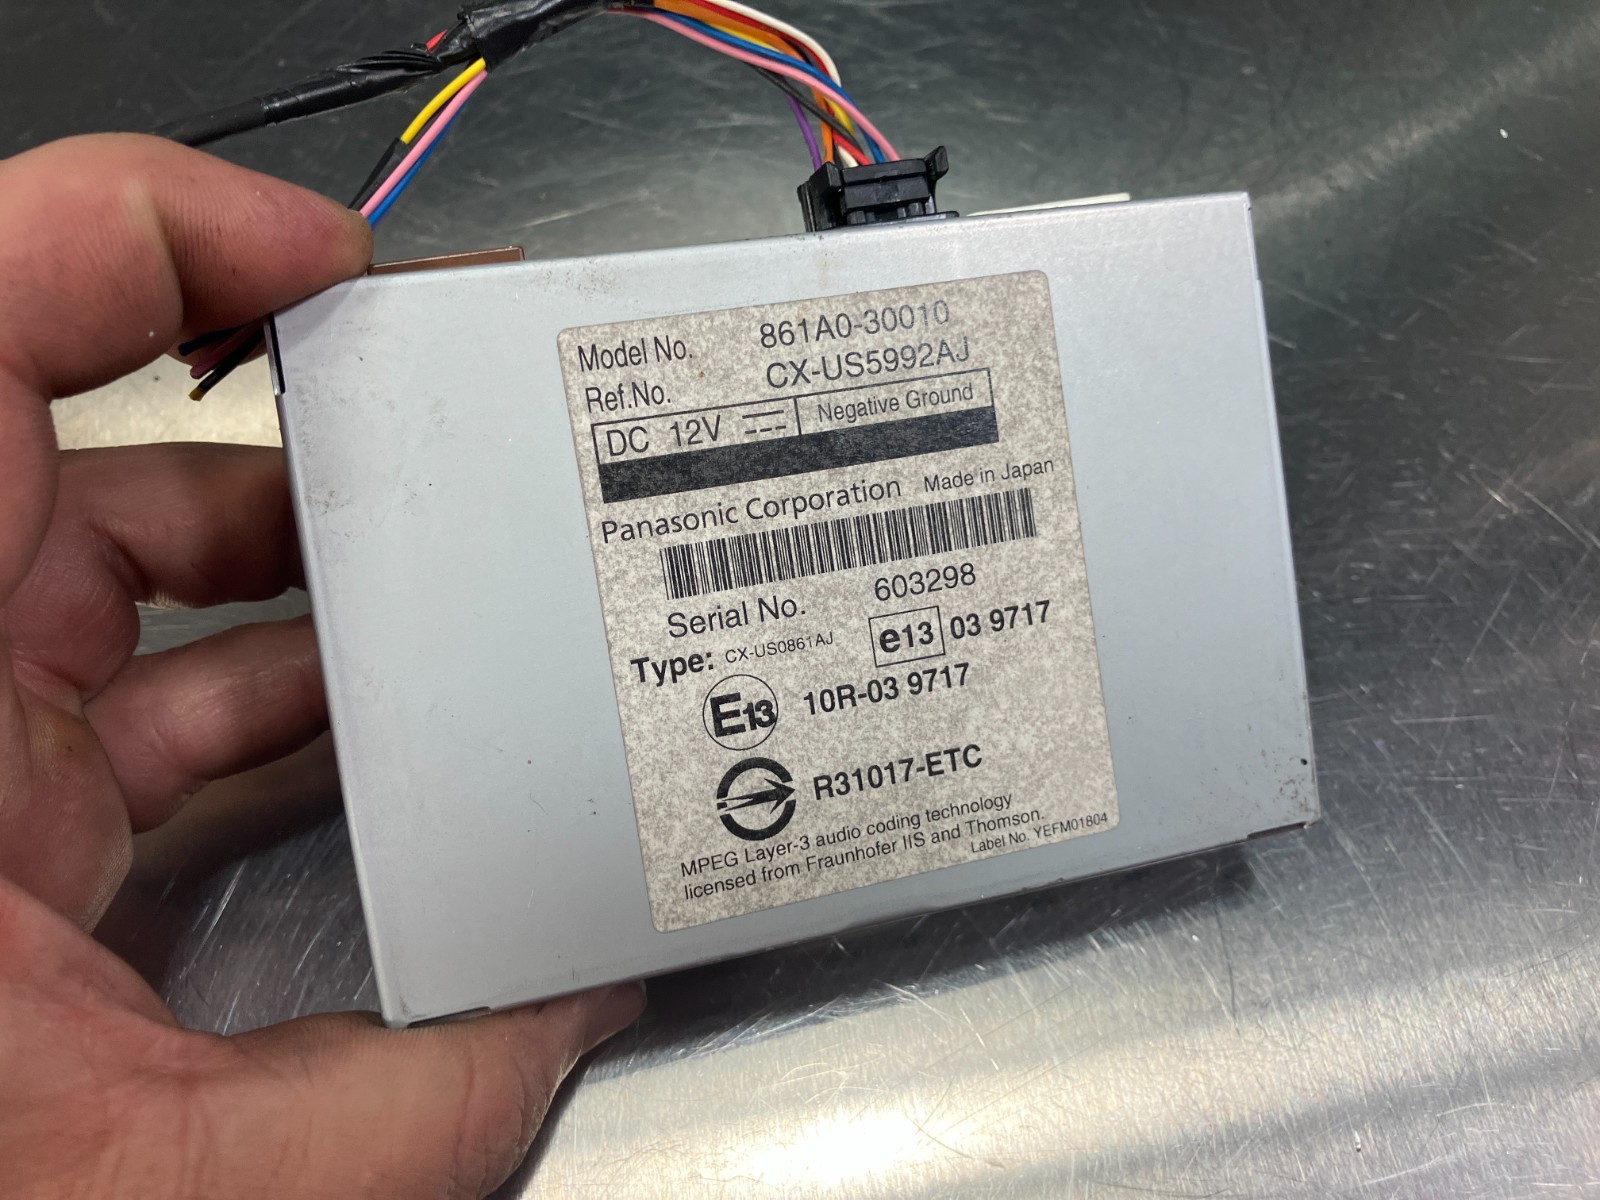 Model No. 861A0-30010
Ref.No. CX-US5992AJ
DC 12V Negative Ground
Panasonic Corporation Made in Japan
Serial No. 603298
Type: CX-US0861AJ e13 03 9717
E13 10R-03 9717
R31017-ETC
MPEG Layer-3 audio coding technology
licensed from Fraunhofer IIS and Thomson.
Label No. YEFM01804